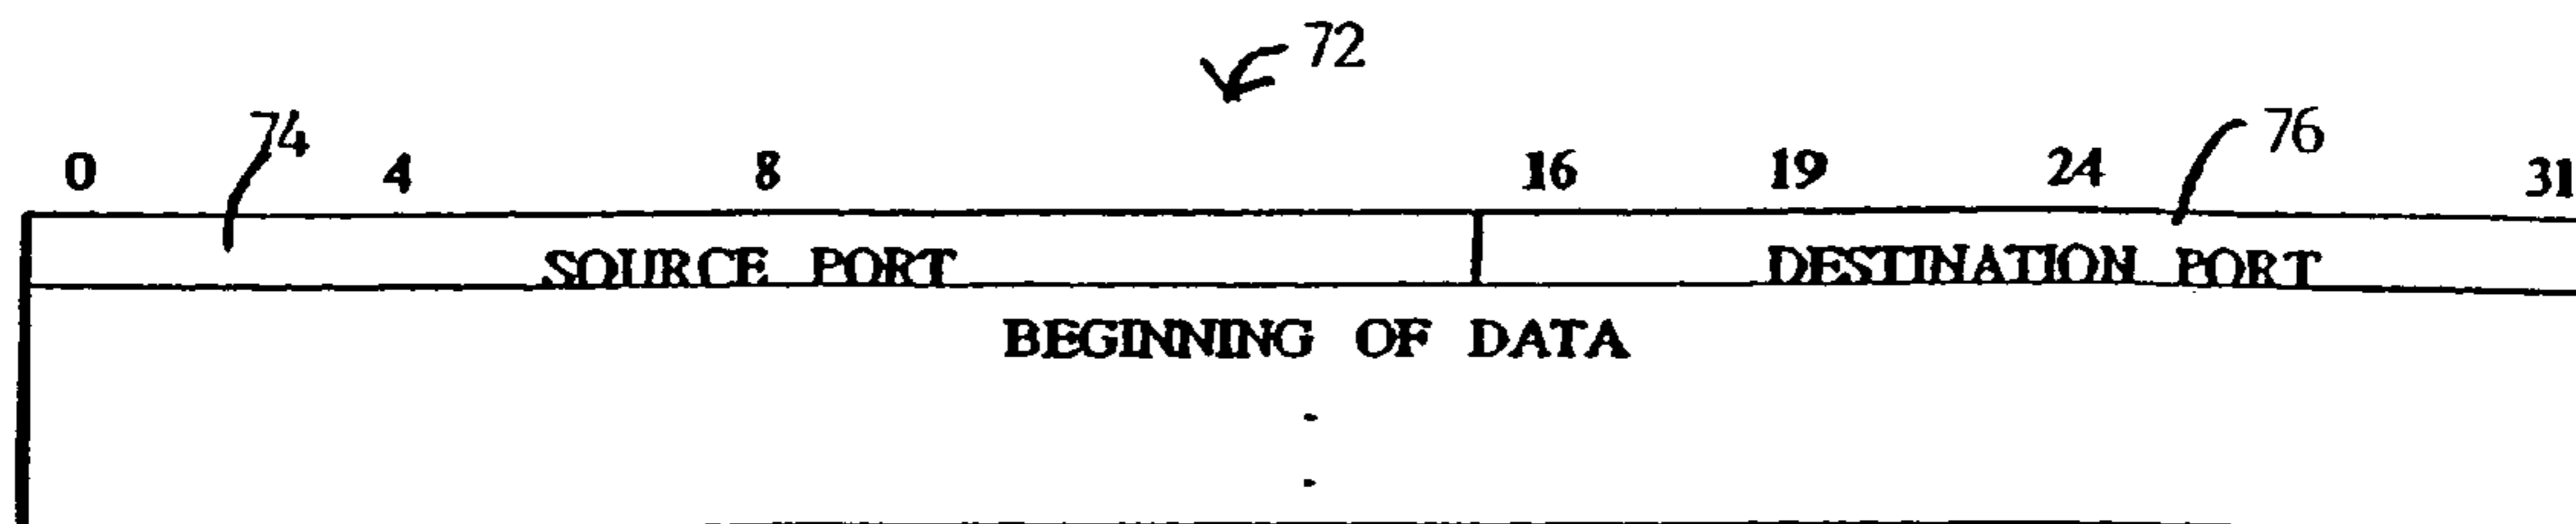 72
74 76
0 4 8 16 19 24 31
SOURCE PORT DESTINATION PORT
BEGINNING OF DATA